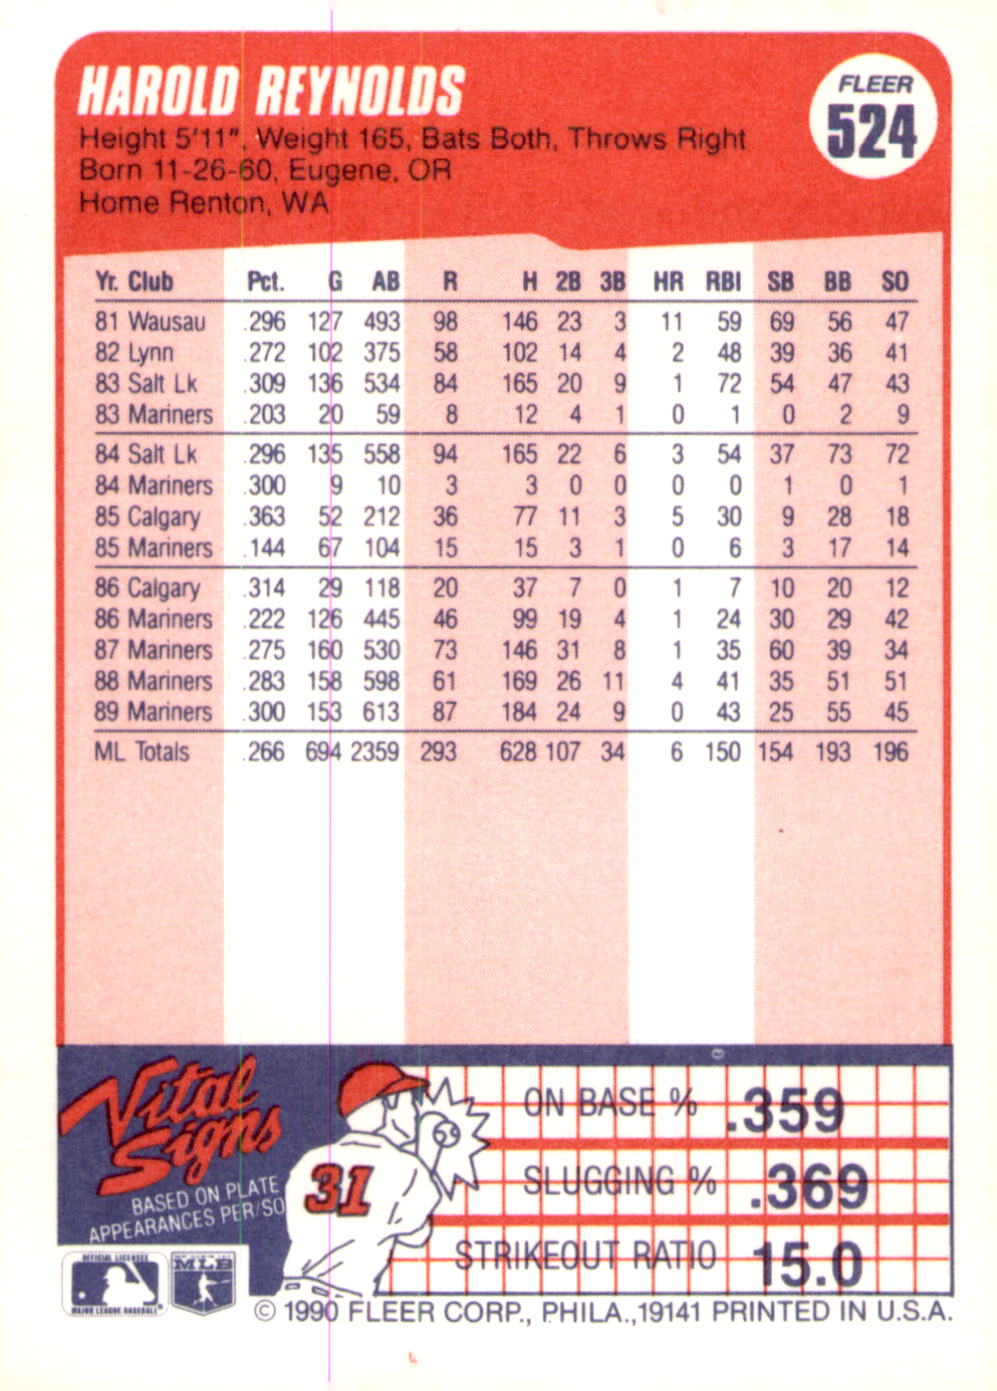 HAROLD REYNOLDS
FLEER
524
Height 5'11", Weight 165, Bats Both, Throws Right
Born 11-26-60, Eugene, OR
Home Renton, WA
Yr. Club Pct. G AB R H 2B 3B HR RBI SB BB SO
81 Wausau .296 127 493 98 146 23 3 11 59 69 56 47
82 Lynn .272 102 375 58 102 14 4 2 48 39 36 41
83 Salt Lk .309 136 534 84 165 20 9 1 72 54 47 43
83 Mariners .203 20 59 8 12 4 1 0 1 0 2 9
84 Salt Lk .296 135 558 94 165 22 6 3 54 37 73 72
84 Mariners .300 9 10 3 3 0 0 0 0 1 0 1
85 Calgary .363 52 212 36 77 11 3 5 30 9 28 18
85 Mariners .144 67 104 15 15 3 1 0 6 3 17 14
86 Calgary .314 29 118 20 37 7 0 1 7 10 20 12
86 Mariners .222 126 445 46 99 19 4 1 24 30 29 42
87 Mariners .275 160 530 73 146 31 8 1 35 60 39 34
88 Mariners .283 158 598 61 169 26 11 4 41 35 51 51
89 Mariners .300 153 613 87 184 24 9 0 43 25 55 45
ML Totals .266 694 2359 293 628 107 34 6 150 154 193 196
Vital
Signs
BASED ON PLATE
APPEARANCES PER/SO
31
ON BASE % .359
SLUGGING % .369
STRIKEOUT RATIO 15.0
OFFICIAL LICENSEE
MAJOR LEAGUE BASEBALL
MLB
© 1990 FLEER CORP., PHILA.,19141 PRINTED IN U.S.A.